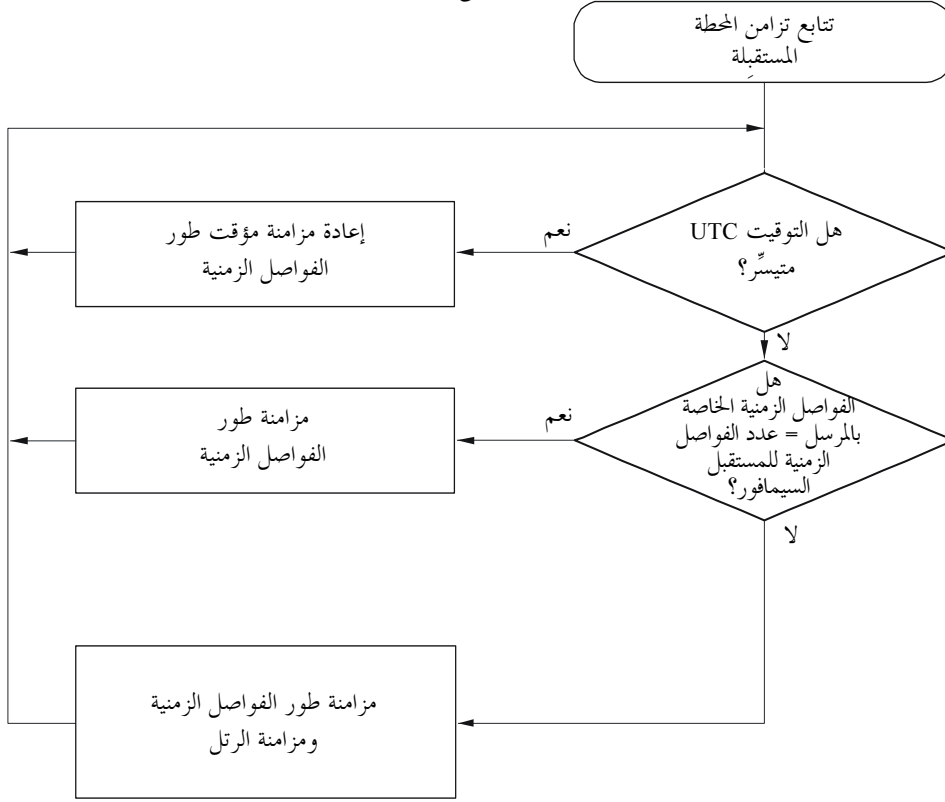 تتابع تزامن المحطة
المستقبِلة
هل التوقيت UTC
متيسِّر؟
نعم
إعادة مزامنة مؤقت طور
الفواصل الزمنية
لا
هل
الفواصل الزمنية الخاصة
بالمرسل = عدد الفواصل
الزمنية للمستقبل
السيمافور؟
نعم
مزامنة طور
الفواصل الزمنية
لا
مزامنة طور الفواصل الزمنية
ومزامنة الرتل